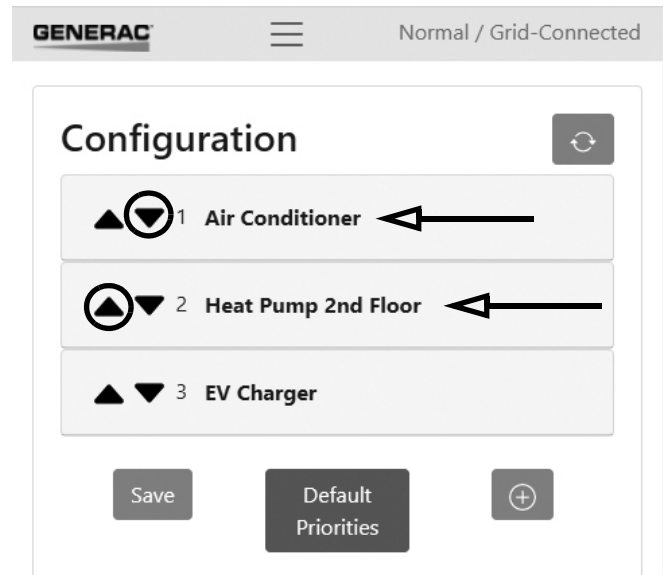 GENERAC
Normal / Grid-Connected
Configuration
1 Air Conditioner
2 Heat Pump 2nd Floor
3 EV Charger
Save
Default
Priorities